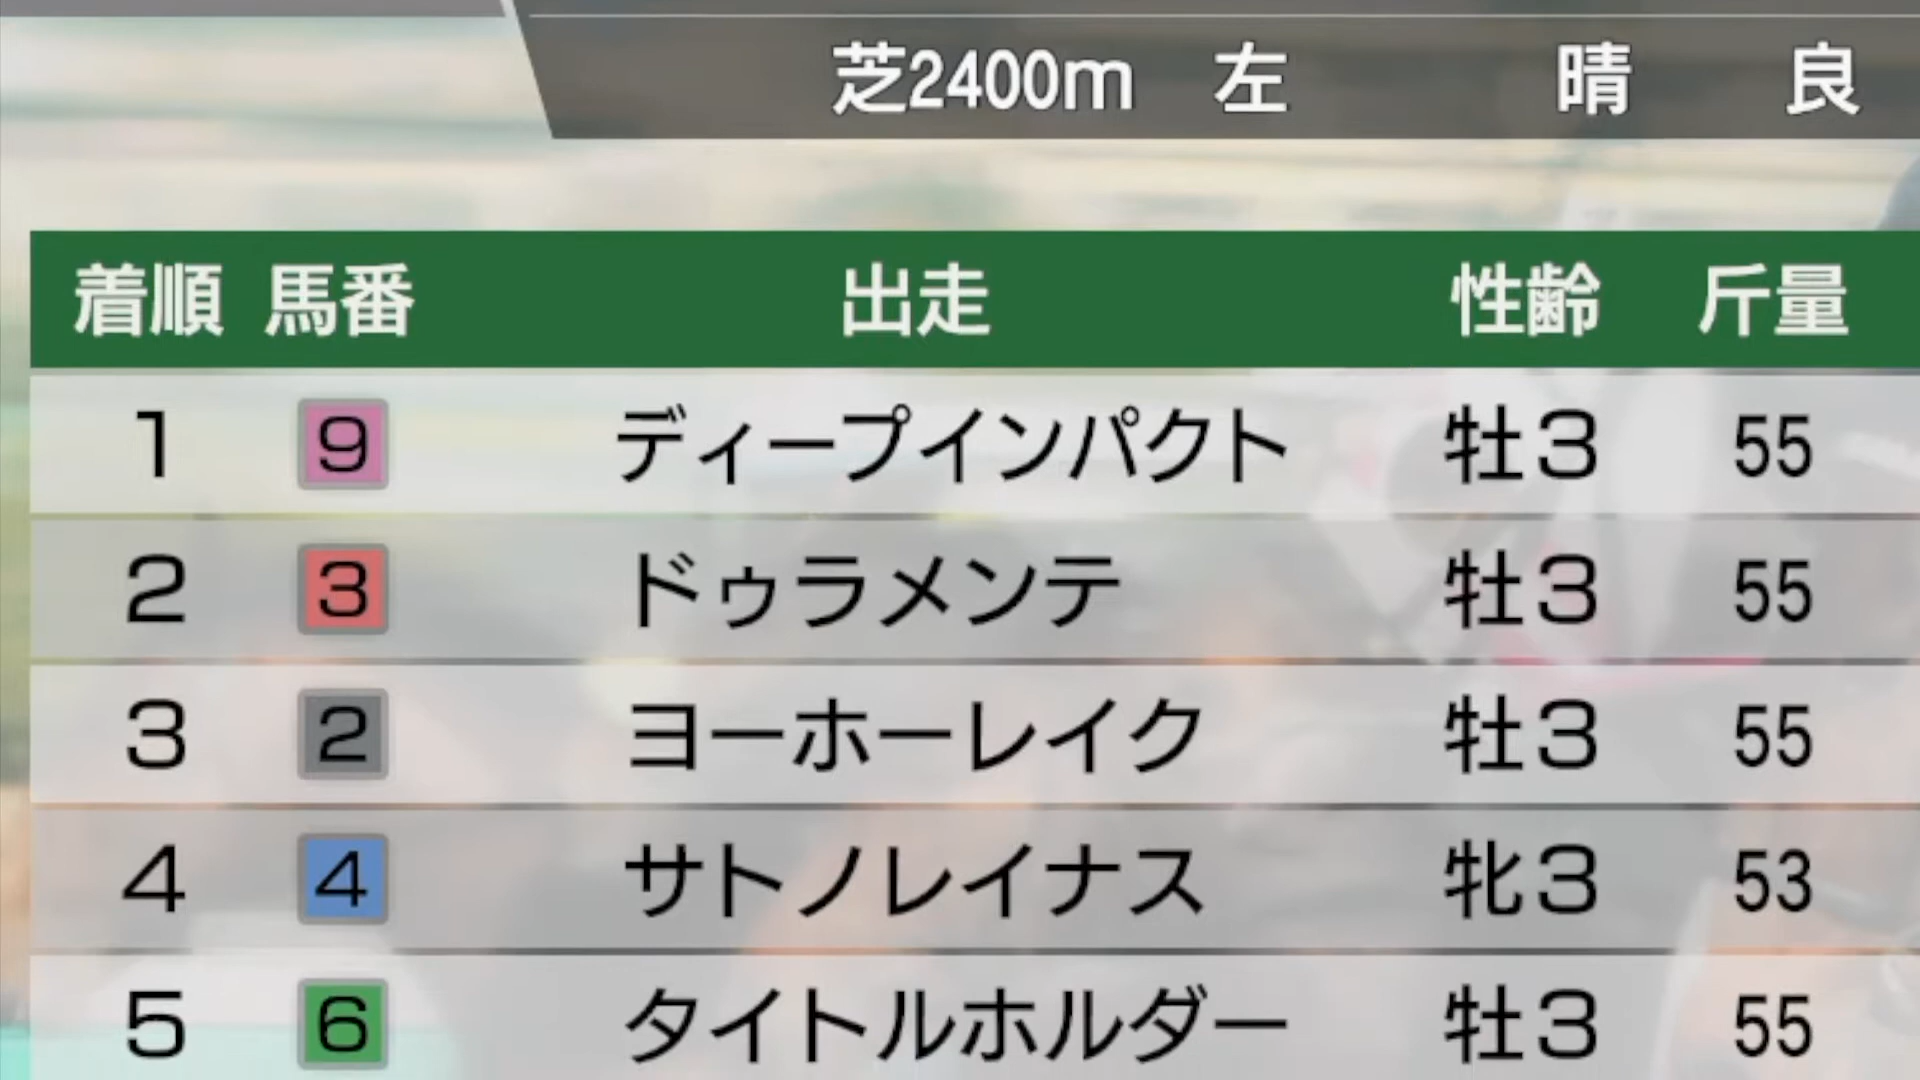 芝2400m 左 晴 良
着順 馬番 出走 性齢 斤量
1 9 ディープインパクト 牡3 55
2 3 ドゥラメンテ 牡3 55
3 2 ヨーホーレイク 牡3 55
4 4 サトノレイナス 牝3 53
5 6 タイトルホルダー 牡3 55